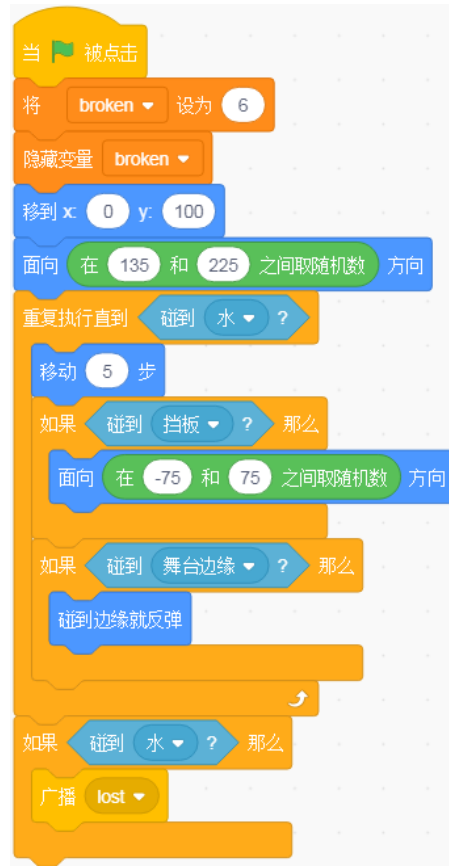 当 被点击
将 broken 设为 6
隐藏变量 broken
移到 x: 0 y: 100
面向 在 135 和 225 之间取随机数 方向
重复执行直到 碰到 水 ?
移动 5 步
如果 碰到 挡板 ? 那么
面向 在 -75 和 75 之间取随机数 方向
如果 碰到 舞台边缘 ? 那么
碰到边缘就反弹
如果 碰到 水 ? 那么
广播 lost